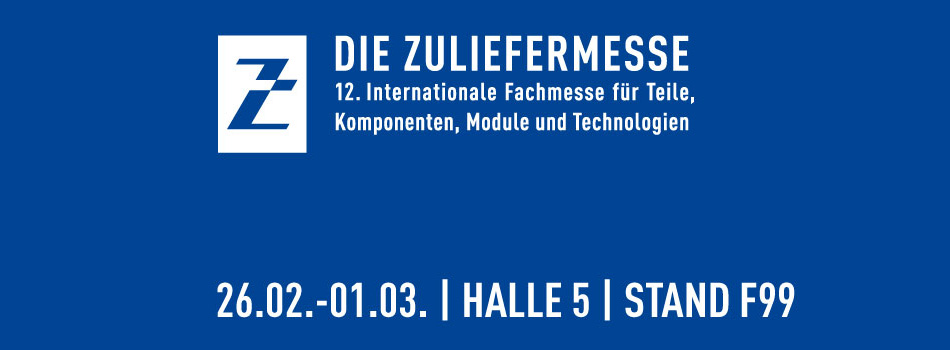 DIE ZULIEFERMESSE
12. Internationale Fachmesse für Teile,
Komponenten, Module und Technologien
26.02.-01.03. | HALLE 5 | STAND F99